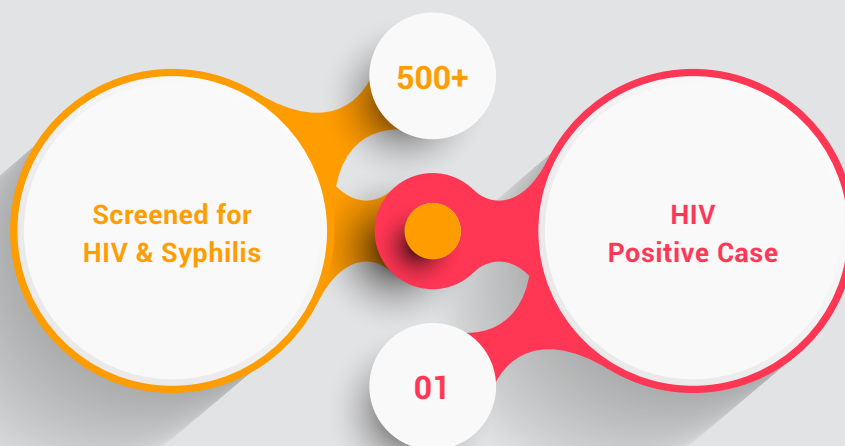 500+
Screened for
HIV & Syphilis
HIV
Positive Case
01